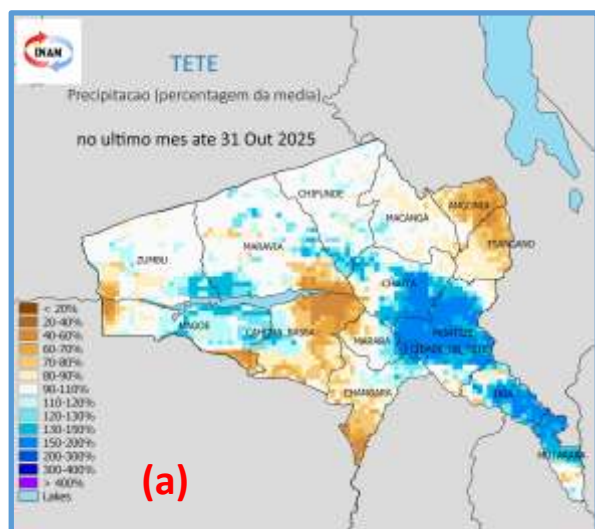 INAM
TETE
Precipitacao (percentagem da media)
no ultimo mes ate 31 Out 2025
CHIFUNDE
MACANGA
ANGONIA
TSANGANO
ZUMBU
MARAVIA
CHIUTA
MAGOE
CAHORA BASSA
MARARA
MOATIZE
CIDADE DE TETE
CHANGARA
DOA
MUTARARA
< 20%
20-40%
40-60%
60-70%
70-80%
80-90%
90-110%
110-120%
120-130%
130-150%
150-200%
200-300%
300-400%
> 400%
Lakes
(a)